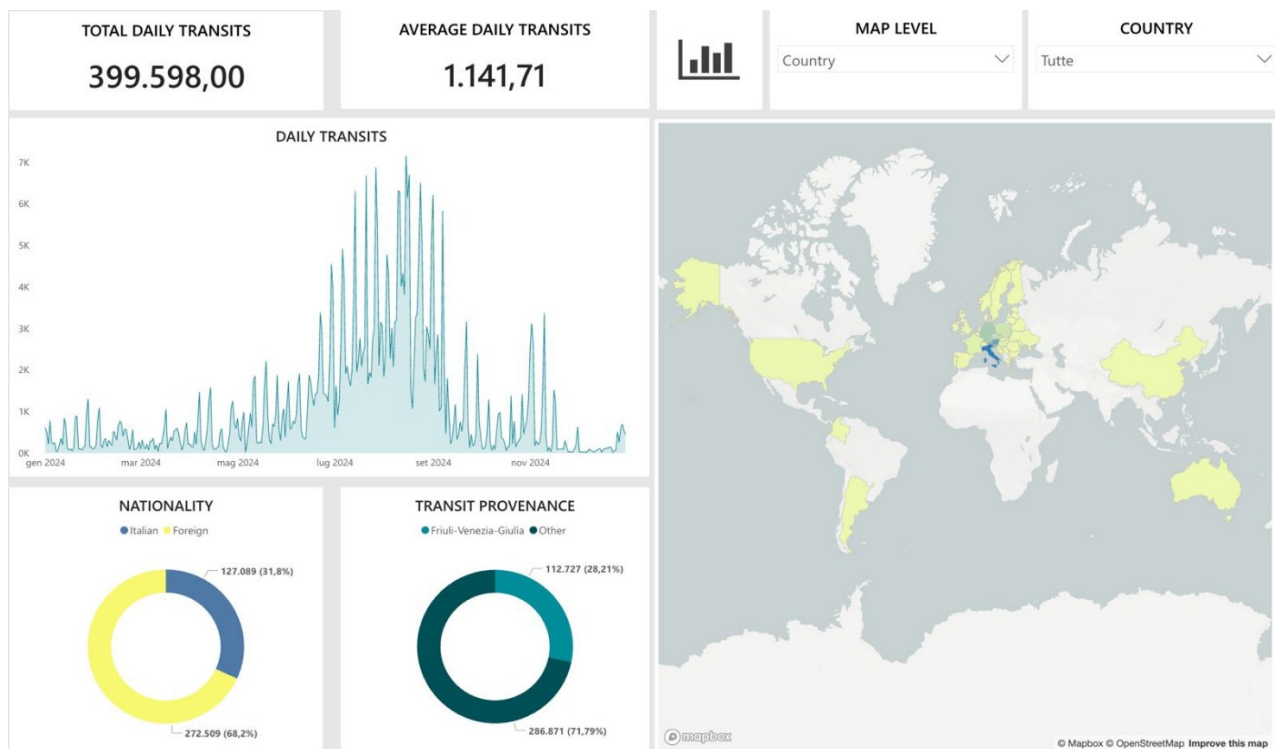 TOTAL DAILY TRANSITS
399.598,00
AVERAGE DAILY TRANSITS
1.141,71
MAP LEVEL
Country
COUNTRY
Tutte
DAILY TRANSITS
7K
6K
5K
4K
3K
2K
1K
0K
gen 2024 mar 2024 mag 2024 lug 2024 set 2024 nov 2024
NATIONALITY
Italian Foreign
127.089 (31,8%)
272.509 (68,2%)
TRANSIT PROVENANCE
Friuli-Venezia-Giulia Other
112.727 (28,21%)
286.871 (71,79%)
mapbox
© Mapbox © OpenStreetMap Improve this map